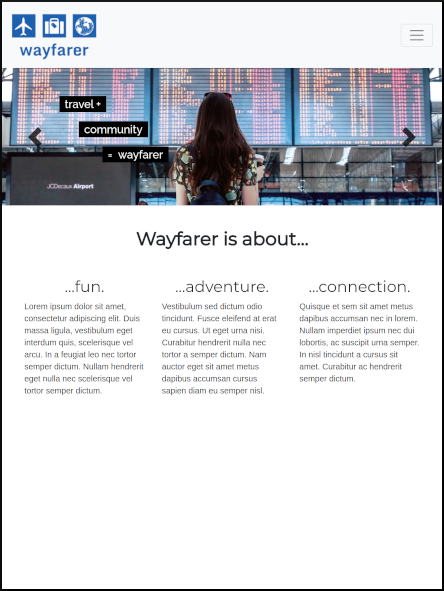 wayfarer
travel +
community
= wayfarer
JCDecaux Airport
Wayfarer is about...
...fun.
Lorem ipsum dolor sit amet,
consectetur adipiscing elit. Duis
massa ligula, vestibulum eget
interdum quis, scelerisque vel
arcu. In a feugiat leo nec tortor
semper dictum. Nullam hendrerit
eget nulla nec scelerisque vel
tortor semper dictum.
...adventure.
Vestibulum sed dictum odio
tincidunt. Fusce eleifend at erat
eu cursus. Ut eget urna nisi.
Curabitur hendrerit nulla nec
tortor a semper dictum. Nam
auctor eget sit amet metus
dapibus accumsan cursus
sapien diam eu semper nisl.
...connection.
Quisque et sem sit amet metus
dapibus accumsan nec in lorem.
Nullam imperdiet ipsum nec dui
lobortis, ac suscipit urna semper.
In nisl tincidunt a cursus sit
amet. Curabitur ac hendrerit
semper dictum.